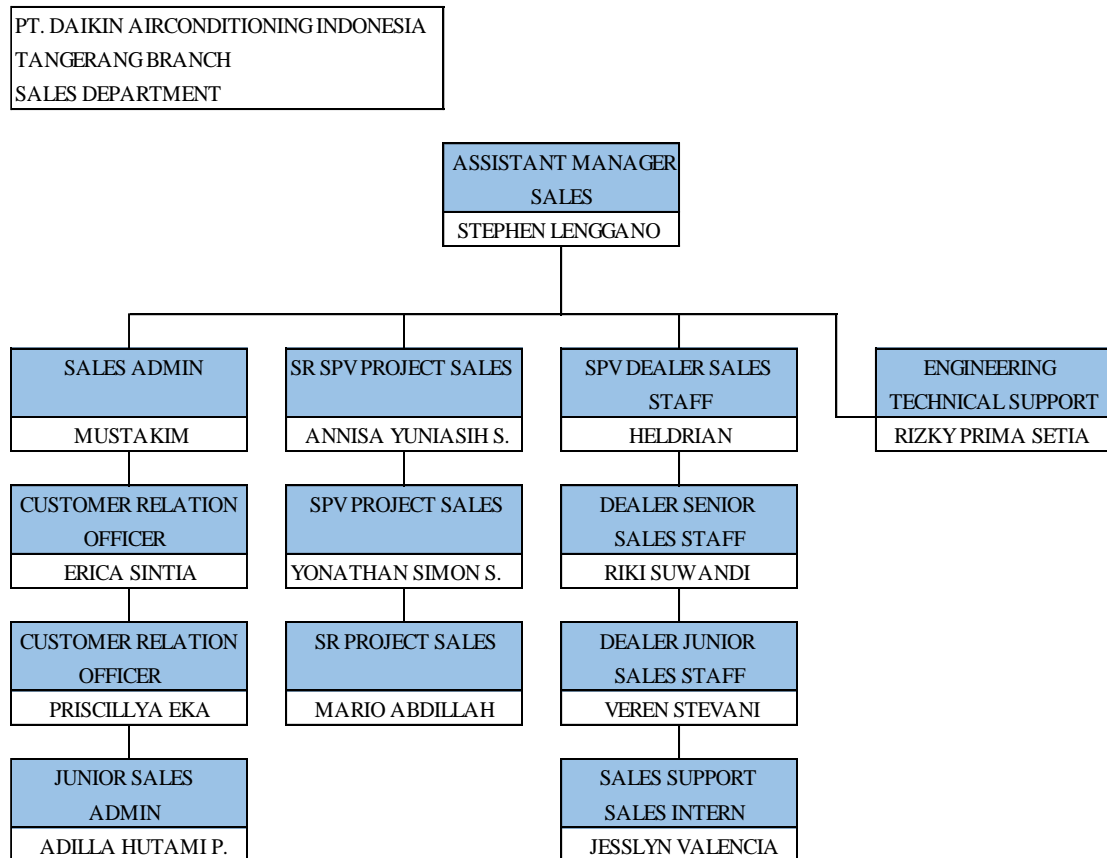 PT. DAIKIN AIRCONDITIONING INDONESIA
TANGERANG BRANCH
SALES DEPARTMENT
ASSISTANT MANAGER
SALES
STEPHEN LENGGANO
SALES ADMIN
MUSTAKIM
SR SPV PROJECT SALES
ANNISA YUNIASIH S.
SPV DEALER SALES
STAFF
HELDRIAN
ENGINEERING
TECHNICAL SUPPORT
RIZKY PRIMA SETIA
CUSTOMER RELATION
OFFICER
ERICA SINTIA
SPV PROJECT SALES
YONATHAN SIMON S.
DEALER SENIOR
SALES STAFF
RIKI SUWANDI
CUSTOMER RELATION
OFFICER
PRISCILLYA EKA
SR PROJECT SALES
MARIO ABDILLAH
DEALER JUNIOR
SALES STAFF
VEREN STEVANI
JUNIOR SALES
ADMIN
ADILLA HUTAMI P.
SALES SUPPORT
SALES INTERN
JESSLYN VALENCIA